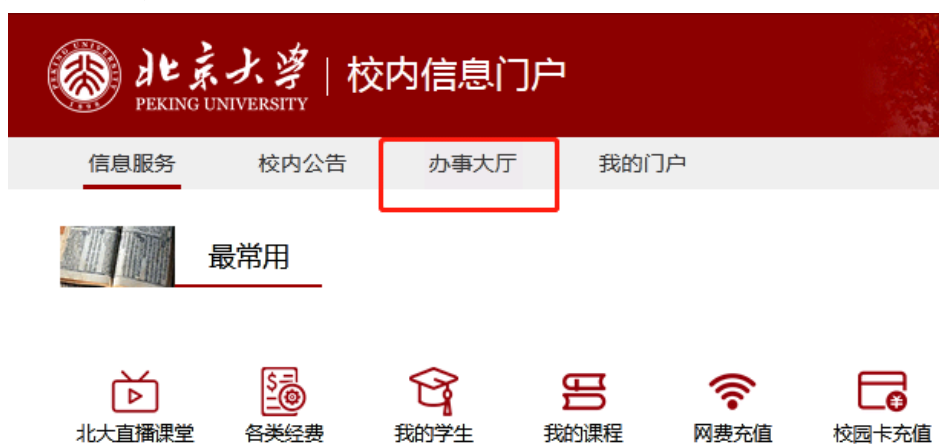 北京大学 | 校内信息门户
PEKING UNIVERSITY
信息服务 校内公告 办事大厅 我的门户
最常用
北大直播课堂 各类经费 我的学生 我的课程 网费充值 校园卡充值